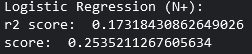 Logistic Regression (N+):
r2 score:  0.17318430862649026
score:  0.2535211267605634